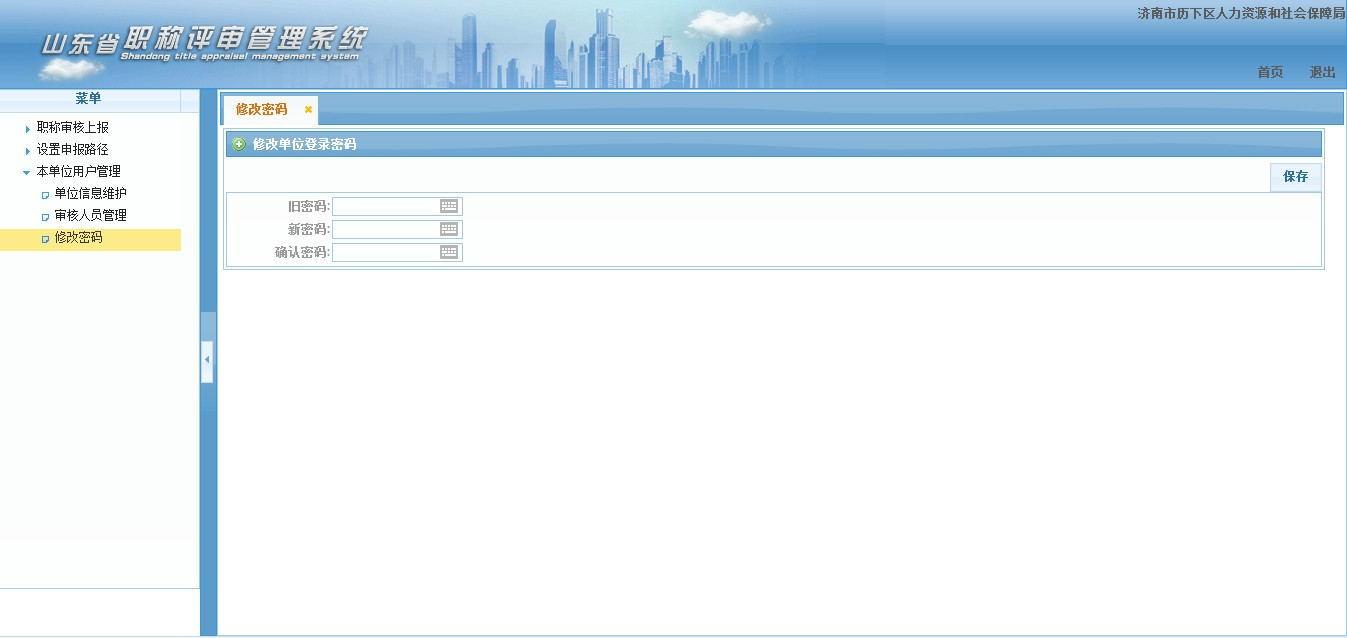 济南市历下区人力资源和社会保障局
山东省职称评审管理系统
Shandong title appraisal management system
首页 退出
菜单
职称审核上报
设置申报路径
本单位用户管理
单位信息维护
审核人员管理
修改密码
修改密码
修改单位登录密码
保存
旧密码:
新密码:
确认密码: